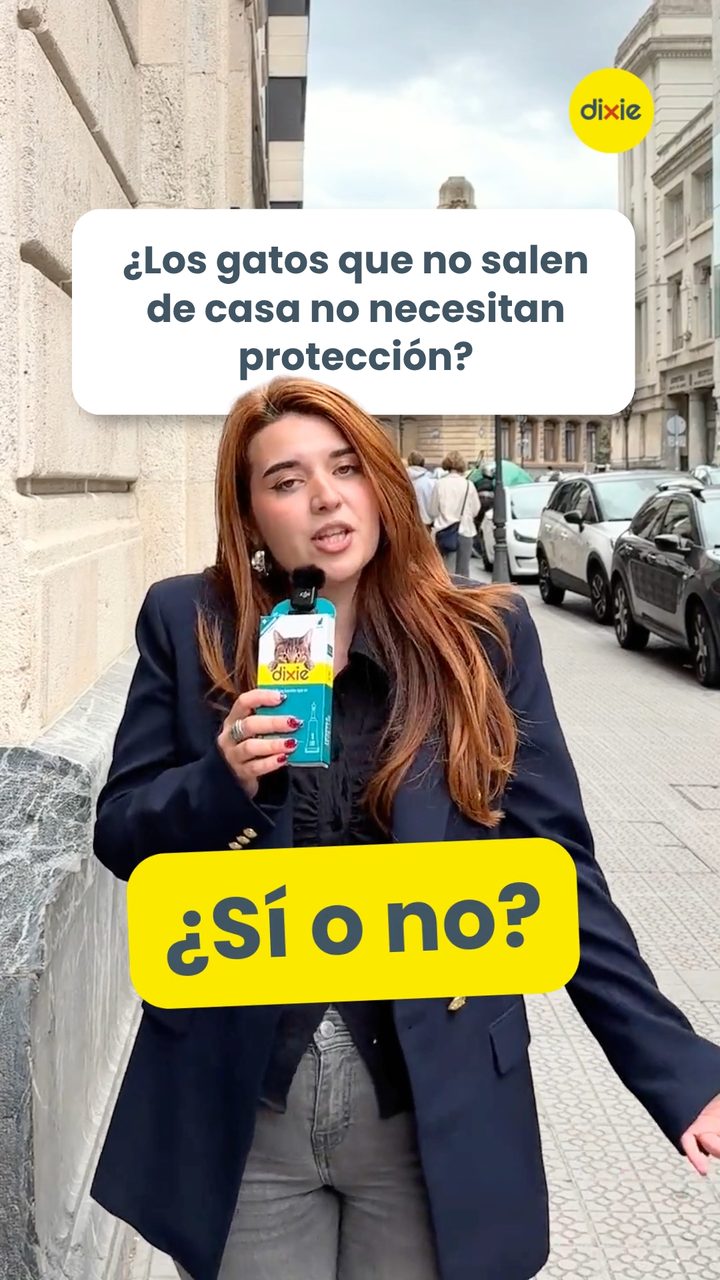 dixie
¿Los gatos que no salen
de casa no necesitan
protección?
dixie
¿Sí o no?